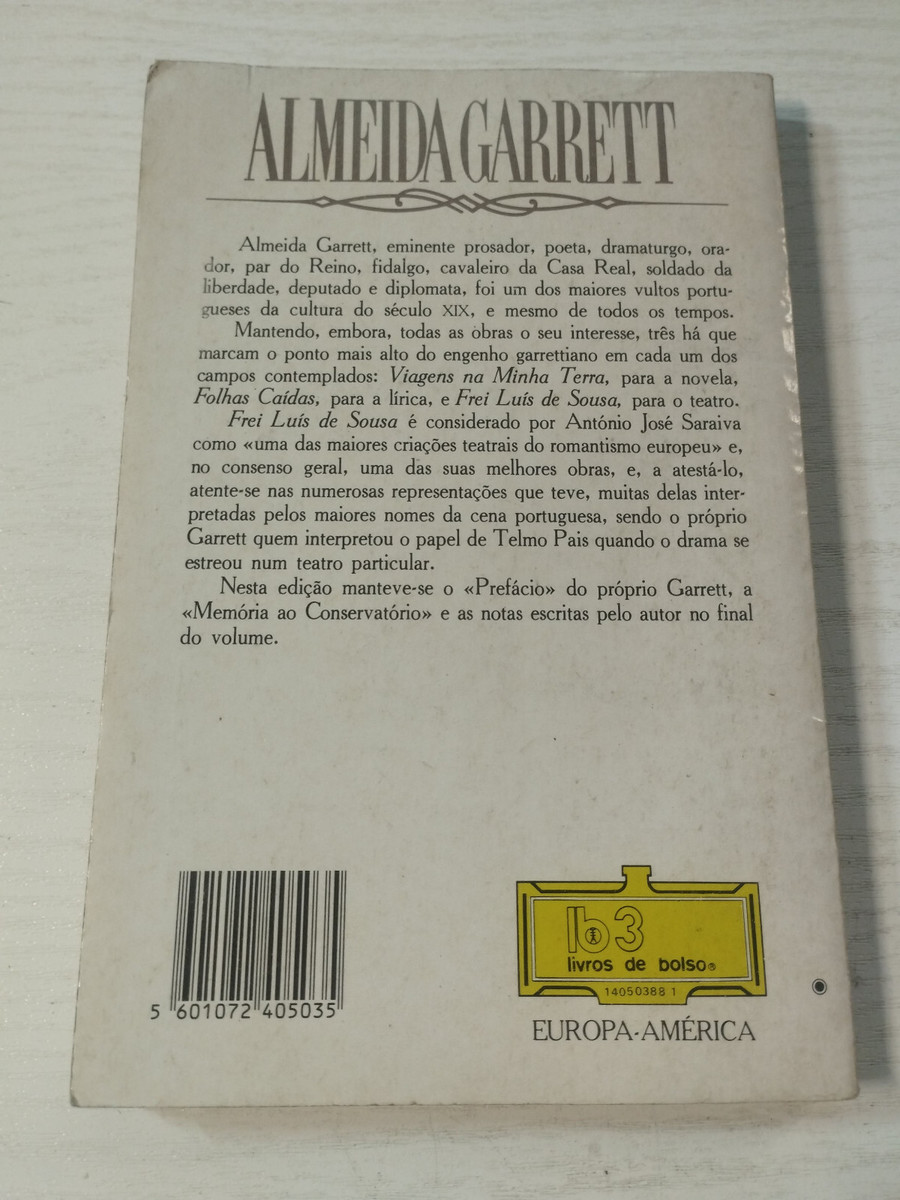 ALMEIDA GARRETT
Almeida Garrett, eminente prosador, poeta, dramaturgo, ora-
dor, par do Reino, fidalgo, cavaleiro da Casa Real, soldado da
liberdade, deputado e diplomata, foi um dos maiores vultos portu-
gueses da cultura do século XIX, e mesmo de todos os tempos.
Mantendo, embora, todas as obras o seu interesse, três há que
marcam o ponto mais alto do engenho garrettiano em cada um dos
campos contemplados: Viagens na Minha Terra, para a novela,
Folhas Caídas, para a lírica, e Frei Luís de Sousa, para o teatro.
Frei Luís de Sousa é considerado por António José Saraiva
como «uma das maiores criações teatrais do romantismo europeu» e,
no consenso geral, uma das suas melhores obras, e, a atestá-lo,
atente-se nas numerosas representações que teve, muitas delas inter-
pretadas pelos maiores nomes da cena portuguesa, sendo o próprio
Garrett quem interpretou o papel de Telmo Pais quando o drama se
estreou num teatro particular.
Nesta edição manteve-se o «Prefácio» do próprio Garrett, a
«Memória ao Conservatório» e as notas escritas pelo autor no final
do volume.
5 601072 405035
lb3
livros de bolso®
14050388 1
EUROPA-AMÉRICA